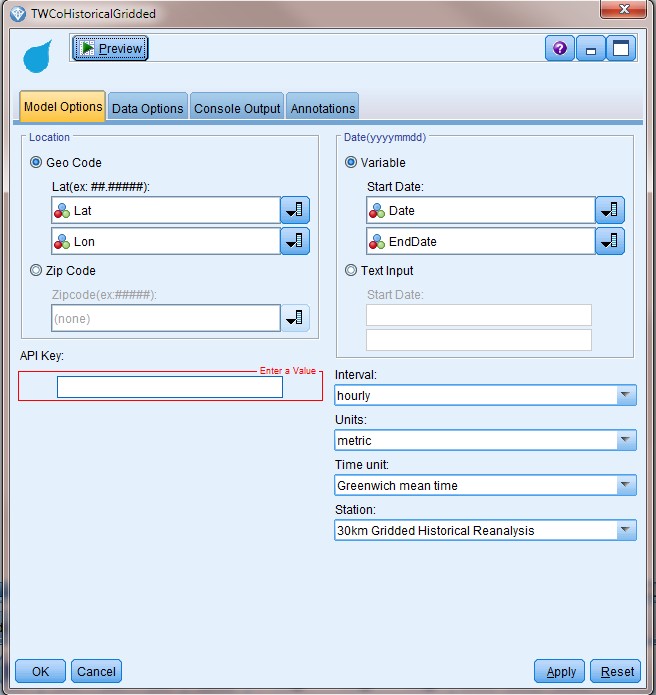 TWCoHistoricalGridded
Preview
Model Options Data Options Console Output Annotations
Location
Geo Code
Lat(ex: ##.#####):
Lat
Lon
Zip Code
Zipcode(ex:#####):
(none)
API Key:
Enter a Value
Date(yyyymmdd)
Variable
Start Date:
Date
EndDate
Text Input
Start Date:
Interval:
hourly
Units:
metric
Time unit:
Greenwich mean time
Station:
30km Gridded Historical Reanalysis
OK Cancel Apply Reset